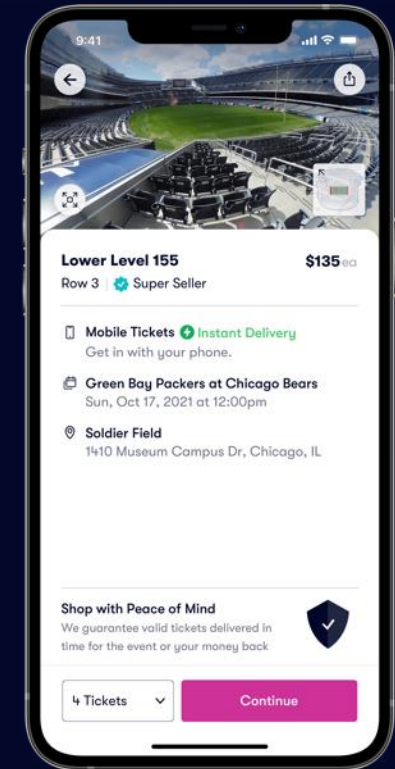 9:41
Lower Level 155 $135 ea
Row 3 Super Seller
Mobile Tickets Instant Delivery
Get in with your phone.
Green Bay Packers at Chicago Bears
Sun, Oct 17, 2021 at 12:00pm
Soldier Field
1410 Museum Campus Dr, Chicago, IL
Shop with Peace of Mind
We guarantee valid tickets delivered in
time for the event or your money back
4 Tickets Continue